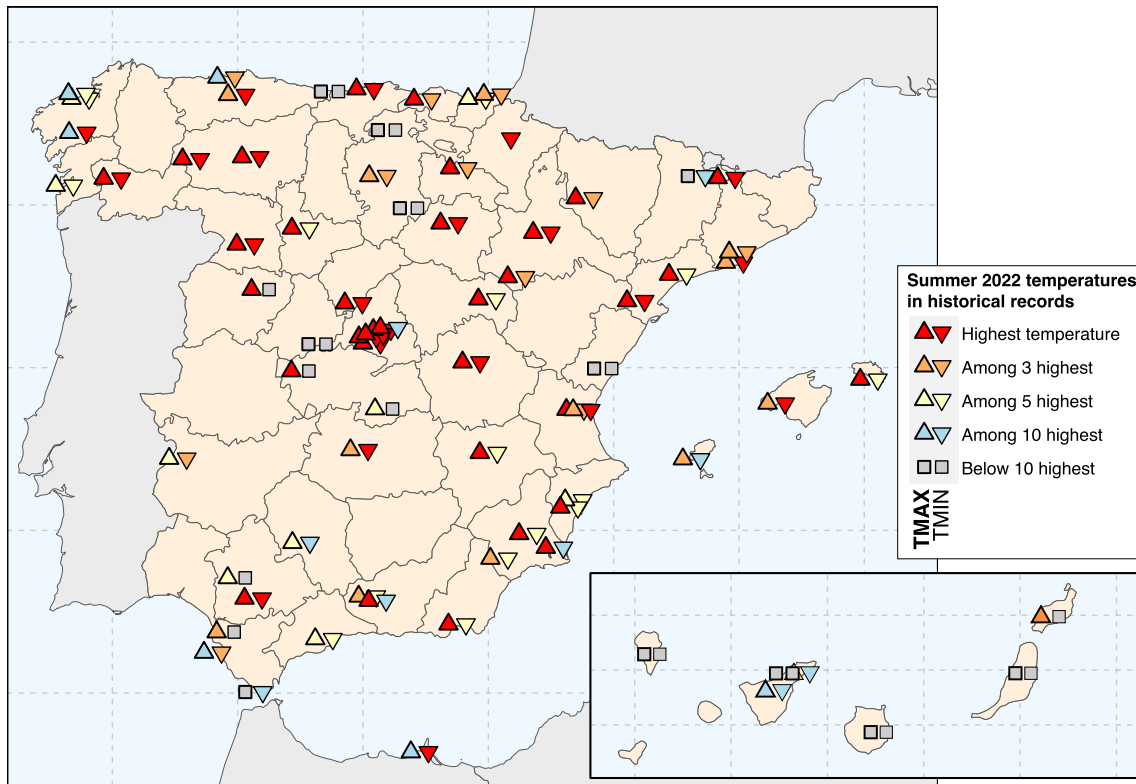 Summer 2022 temperatures
in historical records
Highest temperature
Among 3 highest
Among 5 highest
Among 10 highest
Below 10 highest
TMAX
TMIN